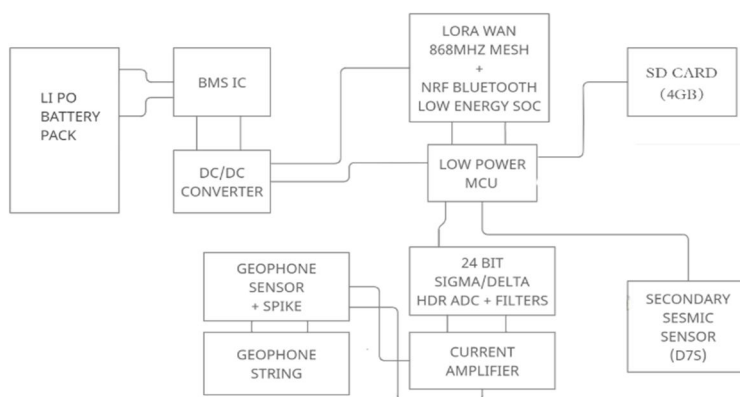 LI PO
BATTERY
PACK
BMS IC
DC/DC
CONVERTER
LORA WAN
868MHZ MESH
+
NRF BLUETOOTH
LOW ENERGY SOC
SD CARD
(4GB)
LOW POWER
MCU
GEOPHONE
SENSOR
+ SPIKE
GEOPHONE
STRING
24 BIT
SIGMA/DELTA
HDR ADC + FILTERS
CURRENT
AMPLIFIER
SECONDARY
SESMIC
SENSOR
(D7S)